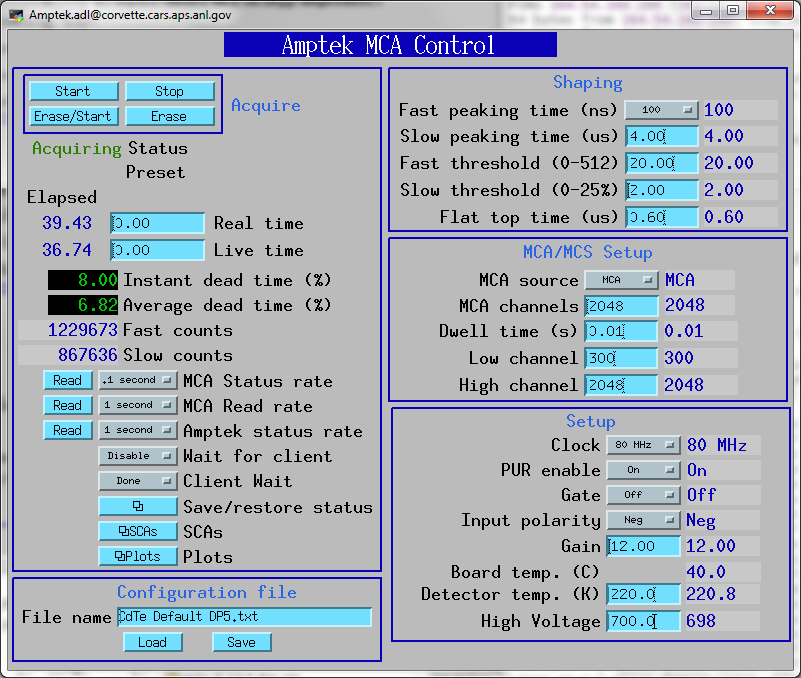 Amptek.adl@corvette.cars.aps.anl.gov
Amptek MCA Control
Start Stop
Erase/Start Erase
Acquire
Acquiring Status
Preset
Elapsed
39.43 0.00 Real time
36.74 0.00 Live time
8.00 Instant dead time (%)
6.82 Average dead time (%)
1229673 Fast counts
867636 Slow counts
Read .1 second MCA Status rate
Read 1 second MCA Read rate
Read 1 second Amptek status rate
Disable Wait for client
Done Client Wait
Save/restore status
SCAs SCAs
Plots Plots
Configuration file
File name CdTe Default DP5.txt
Load Save
Shaping
Fast peaking time (ns) 100 100
Slow peaking time (us) 4.00 4.00
Fast threshold (0-512) 20.00 20.00
Slow threshold (0-25%) 2.00 2.00
Flat top time (us) 0.60 0.60
MCA/MCS Setup
MCA source MCA MCA
MCA channels 2048 2048
Dwell time (s) 0.01 0.01
Low channel 300 300
High channel 2048 2048
Setup
Clock 80 MHz 80 MHz
PUR enable On On
Gate Off Off
Input polarity Neg Neg
Gain 12.00 12.00
Board temp. (C) 40.0
Detector temp. (K) 220.0 220.8
High Voltage 700.0 698